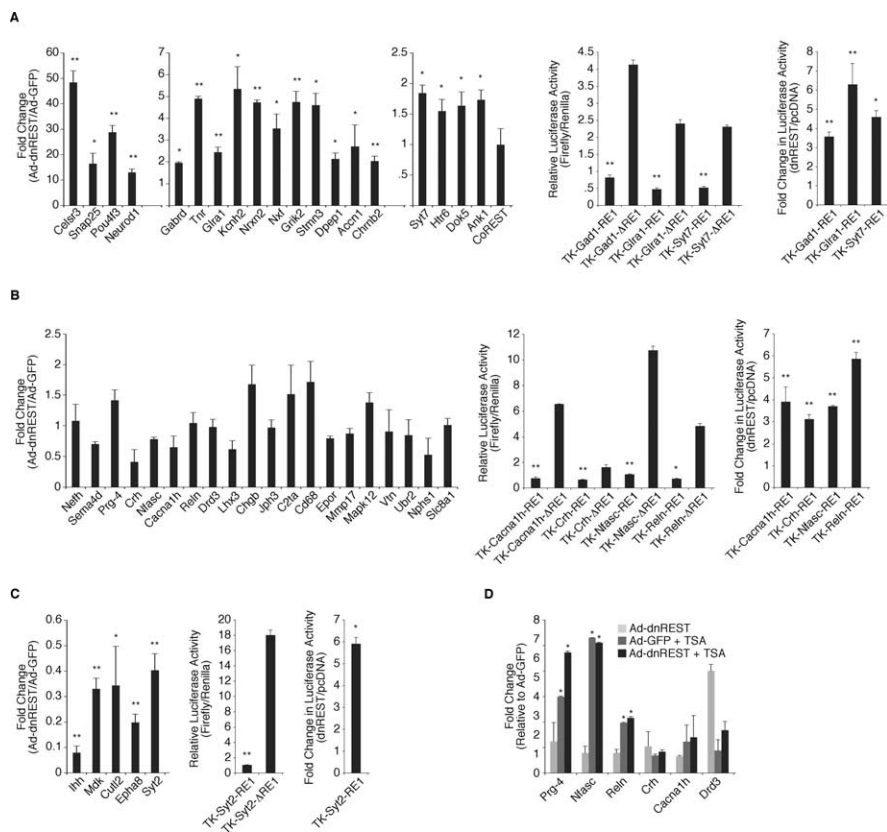 A
Fold Change
(Ad-dnREST/Ad-GFP)
60
50
40
30
20
10
0
**
*
**
**
Celsr3
Snap25
Pou4f3
Neurod1
7
6
5
4
3
2
1
0
*
**
**
*
**
*
**
*
*
*
**
Gabrd
Tnr
Glra1
Kcnh2
Nrxn2
Nxf
Grik2
Stmn3
Dpep1
Accn1
Chrnb2
2.5
2
1.5
1
0.5
0
*
*
*
*
Syt7
Htr6
Dok5
Ank1
CoREST
Relative Luciferase Activity
(Firefly/Renilla)
4.5
4
3.5
3
2.5
2
1.5
1
0.5
0
**
**
**
TK-Gad1-RE1
TK-Gad1-ΔRE1
TK-Glra1-RE1
TK-Glra1-ΔRE1
TK-Syt7-RE1
TK-Syt7-ΔRE1
Fold Change in Luciferase Activity
(dnREST/pcDNA)
8
7
6
5
4
3
2
1
0
**
**
*
TK-Gad1-RE1
TK-Glra1-RE1
TK-Syt7-RE1
B
Fold Change
(Ad-dnREST/Ad-GFP)
2.5
2
1.5
1
0.5
0
Nefh
Sema4d
Prg-4
Crh
Nfasc
Cacna1h
Reln
Drd3
Lhx3
Chgb
Jph3
C2ta
Cd68
Epor
Mmp17
Mapk12
Vtn
Ubr2
Nphs1
Slc8a1
Relative Luciferase Activity
(Firefly/Renilla)
12
10
8
6
4
2
0
**
**
**
*
TK-Cacna1h-RE1
TK-Cacna1h-ΔRE1
TK-Crh-RE1
TK-Crh-ΔRE1
TK-Nfasc-RE1
TK-Nfasc-ΔRE1
TK-Reln-RE1
TK-Reln-ΔRE1
Fold Change in Luciferase Activity
(dnREST/pcDNA)
7
6
5
4
3
2
1
0
**
**
**
**
TK-Cacna1h-RE1
TK-Crh-RE1
TK-Nfasc-RE1
TK-Reln-RE1
C
Fold Change
(Ad-dnREST/Ad-GFP)
0.6
0.5
0.4
0.3
0.2
0.1
0
**
**
*
**
**
Ihh
Mdk
Cutl2
Epha8
Syt2
Relative Luciferase Activity
(Firefly/Renilla)
20
18
16
14
12
10
8
6
4
2
0
**
TK-Syt2-RE1
TK-Syt2-ΔRE1
Fold Change in Luciferase Activity
(dnREST/pcDNA)
7
6
5
4
3
2
1
0
*
TK-Syt2-RE1
D
Fold Change
(Relative to Ad-GFP)
8
7
6
5
4
3
2
1
0
Ad-dnREST
Ad-GFP + TSA
Ad-dnREST + TSA
*
*
*
*
*
*
Prg-4
Nfasc
Reln
Crh
Cacna1h
Drd3